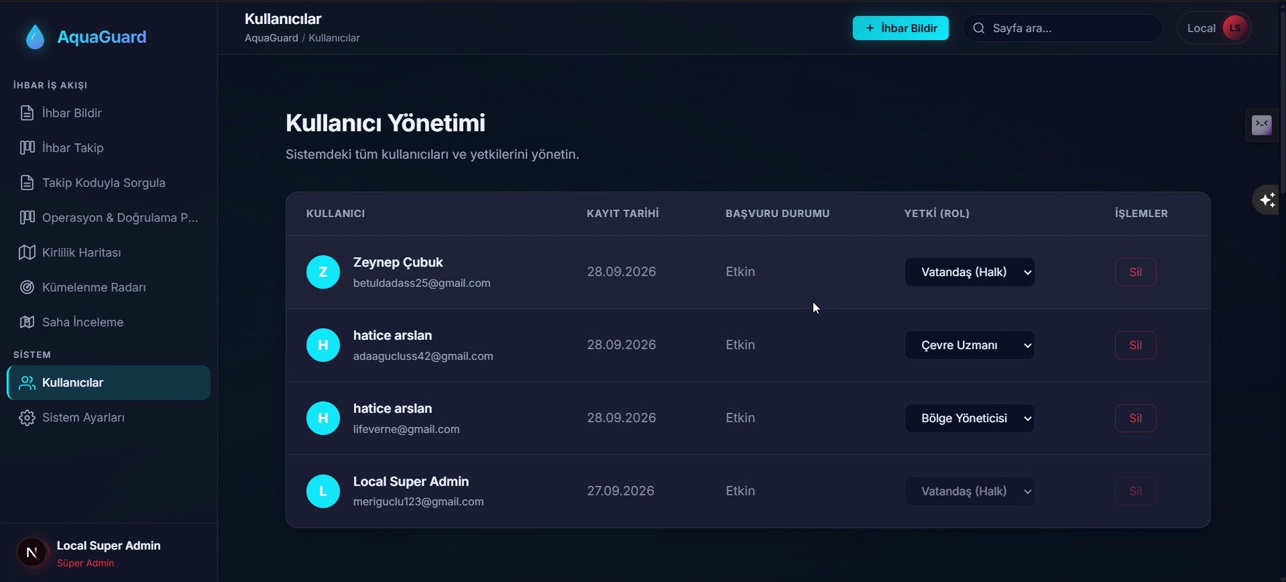 AquaGuard
İHBAR İŞ AKIŞI
İhbar Bildir
İhbar Takip
Takip Koduyla Sorgula
Operasyon & Doğrulama P...
Kirlilik Haritası
Kümelenme Radarı
Saha İnceleme
SİSTEM
Kullanıcılar
Sistem Ayarları
N
Local Super Admin
Süper Admin
Kullanıcılar
AquaGuard / Kullanıcılar
+ İhbar Bildir
Sayfa ara...
Local LS
Kullanıcı Yönetimi
Sistemdeki tüm kullanıcıları ve yetkilerini yönetin.
KULLANICI KAYIT TARİHİ BAŞVURU DURUMU YETKİ (ROL) İŞLEMLER
Z Zeynep Çubuk 28.09.2026 Etkin Vatandaş (Halk) Sil
betuldadass25@gmail.com
H hatice arslan 28.09.2026 Etkin Çevre Uzmanı Sil
adaagucluss42@gmail.com
H hatice arslan 28.09.2026 Etkin Bölge Yöneticisi Sil
lifeverne@gmail.com
L Local Super Admin 27.09.2026 Etkin Vatandaş (Halk) Sil
meriguclu123@gmail.com